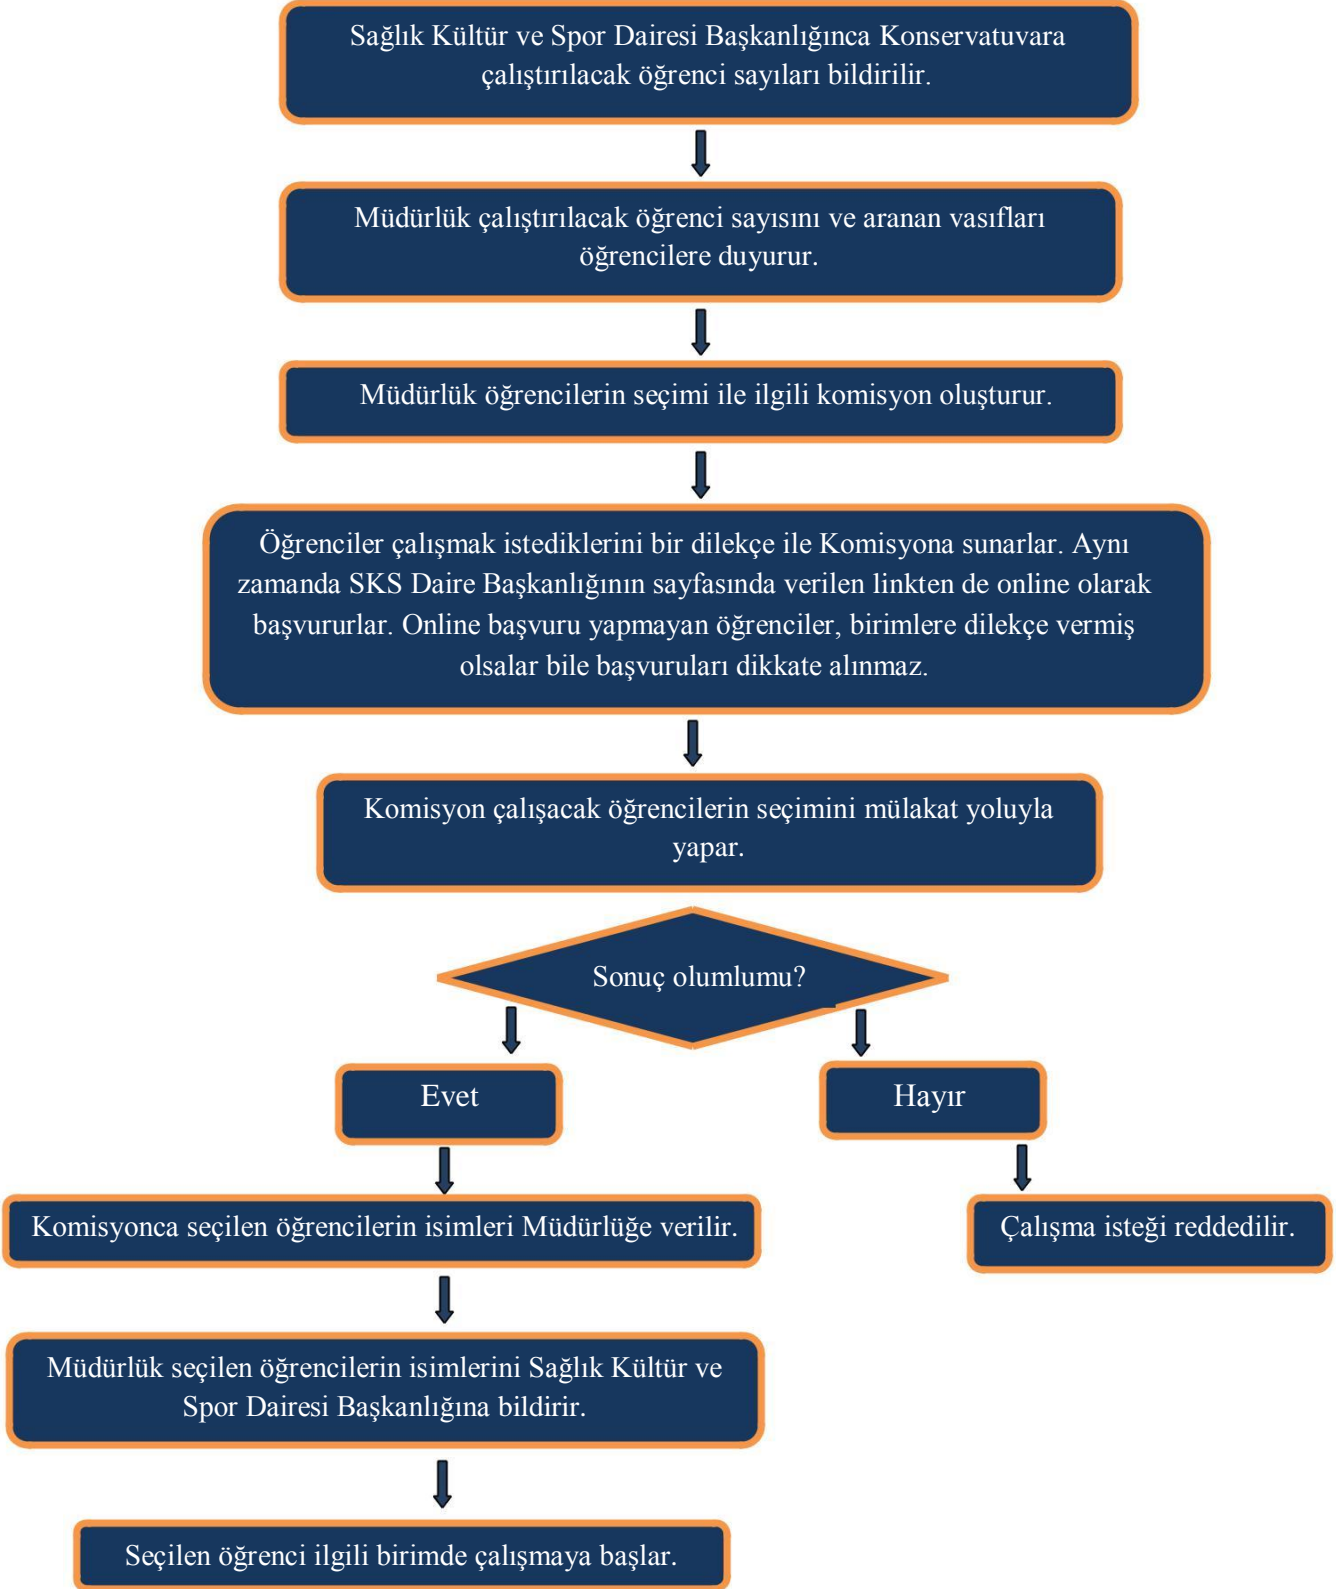 Sağlık Kültür ve Spor Dairesi Başkanlığınca Konservatuvara
çalıştırılacak öğrenci sayıları bildirilir.
Müdürlük çalıştırılacak öğrenci sayısını ve aranan vasıfları
öğrencilere duyurur.
Müdürlük öğrencilerin seçimi ile ilgili komisyon oluşturur.
Öğrenciler çalışmak istediklerini bir dilekçe ile Komisyona sunarlar. Aynı
zamanda SKS Daire Başkanlığının sayfasında verilen linkten de online olarak
başvururlar. Online başvuru yapmayan öğrenciler, birimlere dilekçe vermiş
olsalar bile başvuruları dikkate alınmaz.
Komisyon çalışacak öğrencilerin seçimini mülakat yoluyla
yapar.
Sonuç olumlumu?
Evet
Hayır
Komisyonca seçilen öğrencilerin isimleri Müdürlüğe verilir.
Çalışma isteği reddedilir.
Müdürlük seçilen öğrencilerin isimlerini Sağlık Kültür ve
Spor Dairesi Başkanlığına bildirir.
Seçilen öğrenci ilgili birimde çalışmaya başlar.